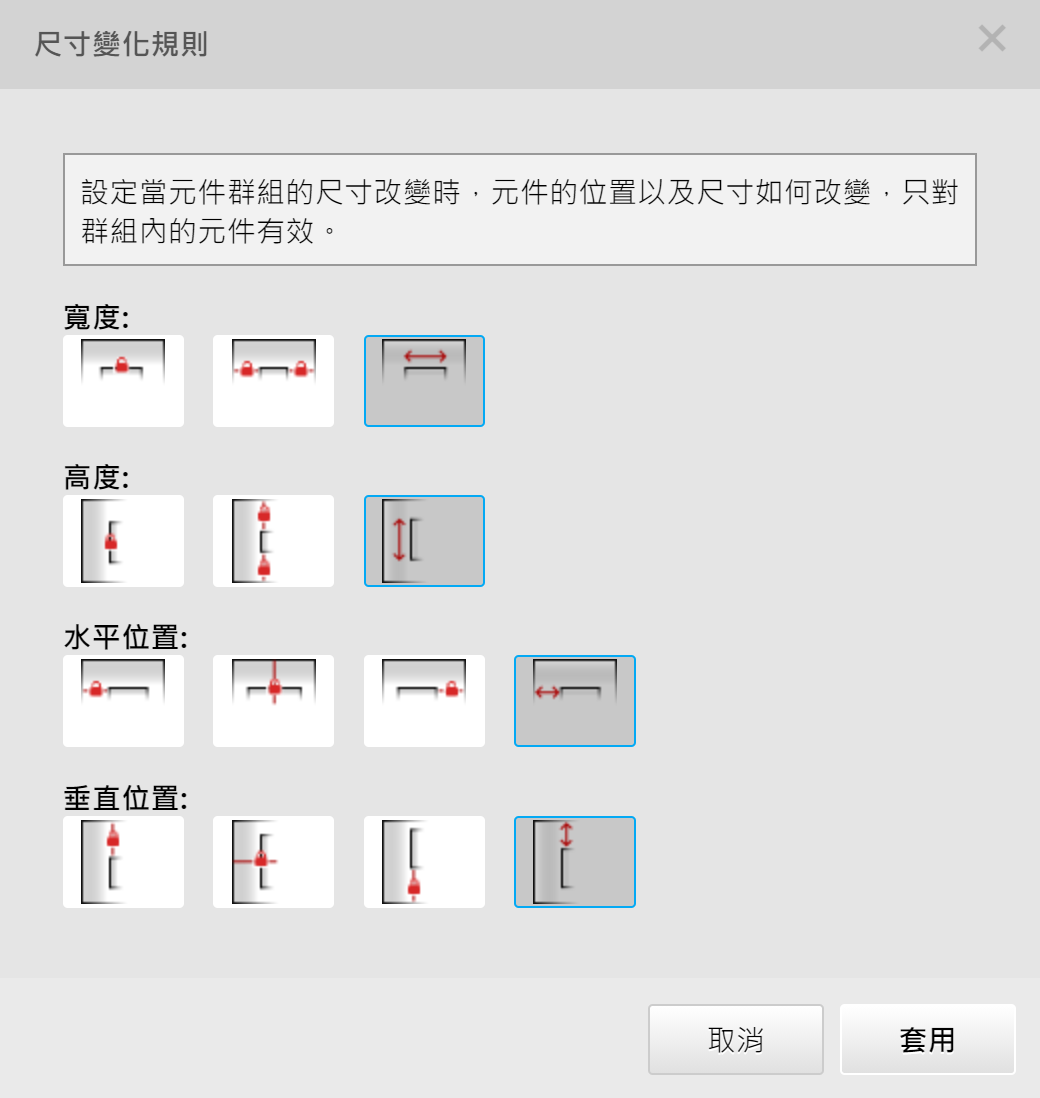 尺寸變化規則
設定當元件群組的尺寸改變時，元件的位置以及尺寸如何改變，只對
群組內的元件有效。
寬度:
高度:
水平位置:
垂直位置:
取消
套用